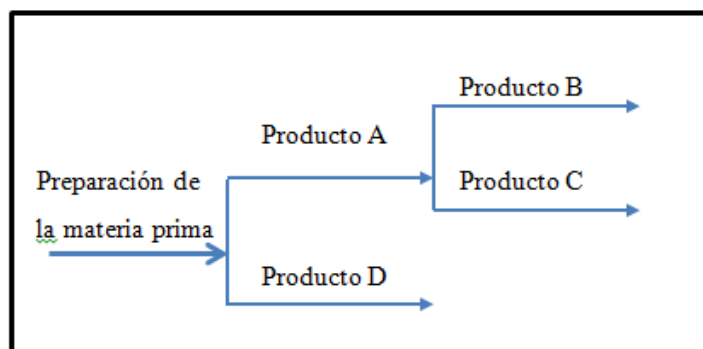 Producto B
Producto A
Preparación de
la materia prima
Producto C
Producto D